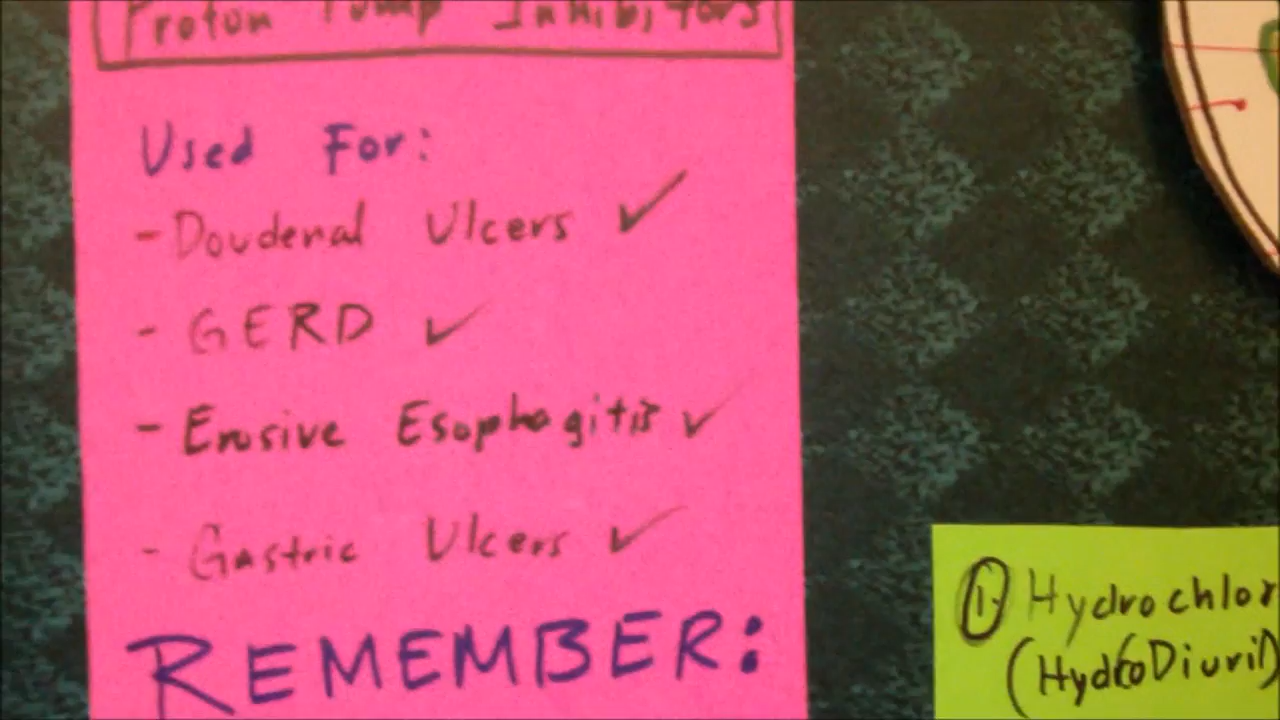 Proton Pump Inhibitors
Used For:
- Doudenal Ulcers ✓
- GERD ✓
- Erosive Esophagitis ✓
- Gastric Ulcers ✓
REMEMBER:
1. Hydrochlor
(HydroDiuril)